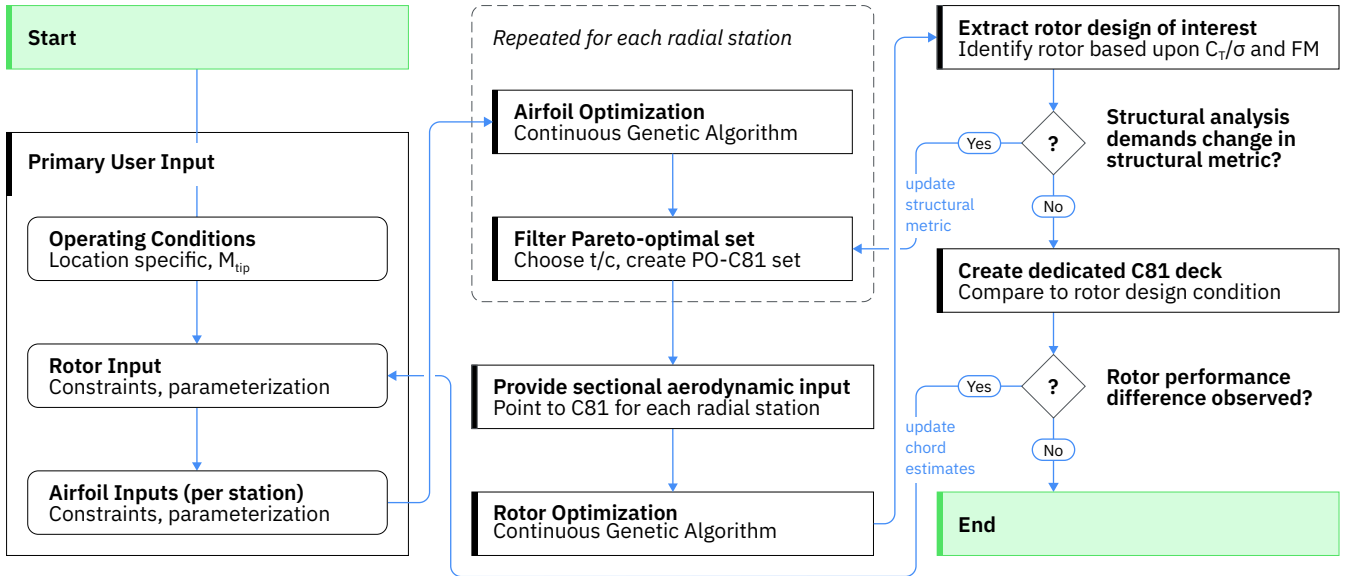 Start
Primary User Input
Operating Conditions
Location specific, M_tip
Rotor Input
Constraints, parameterization
Airfoil Inputs (per station)
Constraints, parameterization
Repeated for each radial station
Airfoil Optimization
Continuous Genetic Algorithm
Filter Pareto-optimal set
Choose t/c, create PO-C81 set
Provide sectional aerodynamic input
Point to C81 for each radial station
Rotor Optimization
Continuous Genetic Algorithm
Extract rotor design of interest
Identify rotor based upon C_T/σ and FM
Yes
?
Structural analysis
demands change in
structural metric?
update
structural
metric
No
Create dedicated C81 deck
Compare to rotor design condition
Yes
?
Rotor performance
difference observed?
update
chord
estimates
No
End